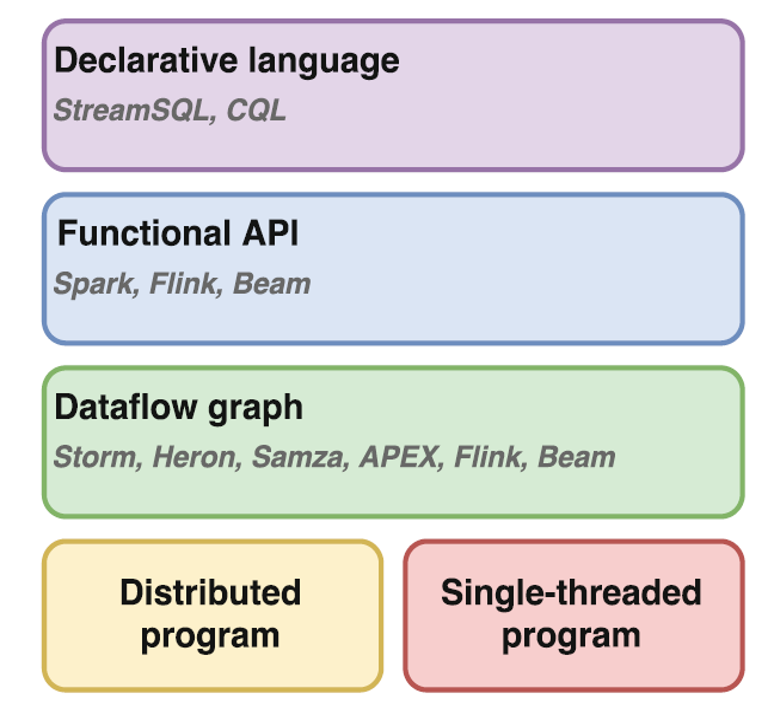 Declarative language
StreamSQL, CQL
Functional API
Spark, Flink, Beam
Dataflow graph
Storm, Heron, Samza, APEX, Flink, Beam
Distributed
program
Single-threaded
program